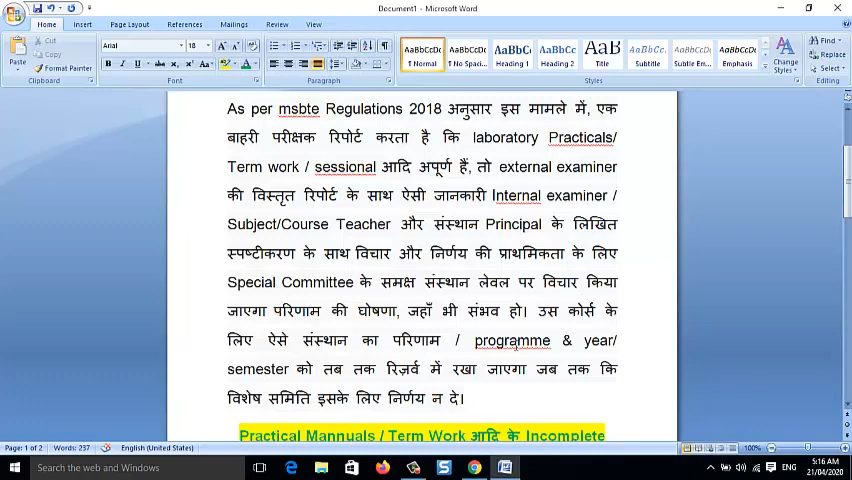 Document1 - Microsoft Word
Home Insert Page Layout References Mailings Review View
Paste Cut Copy Format Painter Clipboard
Arial 18 Font
Paragraph
AaBbCcDc ¶ Normal
AaBbCcDc ¶ No Spaci...
AaBbCc Heading 1
AaBbCc Heading 2
AaB Title
AaBbCc. Subtitle
AaBbCcDc Subtle Em...
AaBbCcDc Emphasis
Change Styles
Styles
Find Replace Select Editing
As per msbte Regulations 2018 अनुसार इस मामले में, एक
बाहरी परीक्षक रिपोर्ट करता है कि laboratory Practicals/
Term work / sessional आदि अपूर्ण हैं, तो external examiner
की विस्तृत रिपोर्ट के साथ ऐसी जानकारी Internal examiner /
Subject/Course Teacher और संस्थान Principal के लिखित
स्पष्टीकरण के साथ विचार और निर्णय की प्राथमिकता के लिए
Special Committee के समक्ष संस्थान लेवल पर विचार किया
जाएगा परिणाम की घोषणा, जहाँ भी संभव हो। उस कोर्स के
लिए ऐसे संस्थान का परिणाम / programme & year/
semester को तब तक रिज़र्व में रखा जाएगा जब तक कि
विशेष समिति इसके लिए निर्णय न दे।
Practical Mannuals / Term Work आदि के Incomplete
Page: 1 of 2 Words: 237 English (United States) 100%
Search the web and Windows
ENG 5:16 AM
21/04/2020